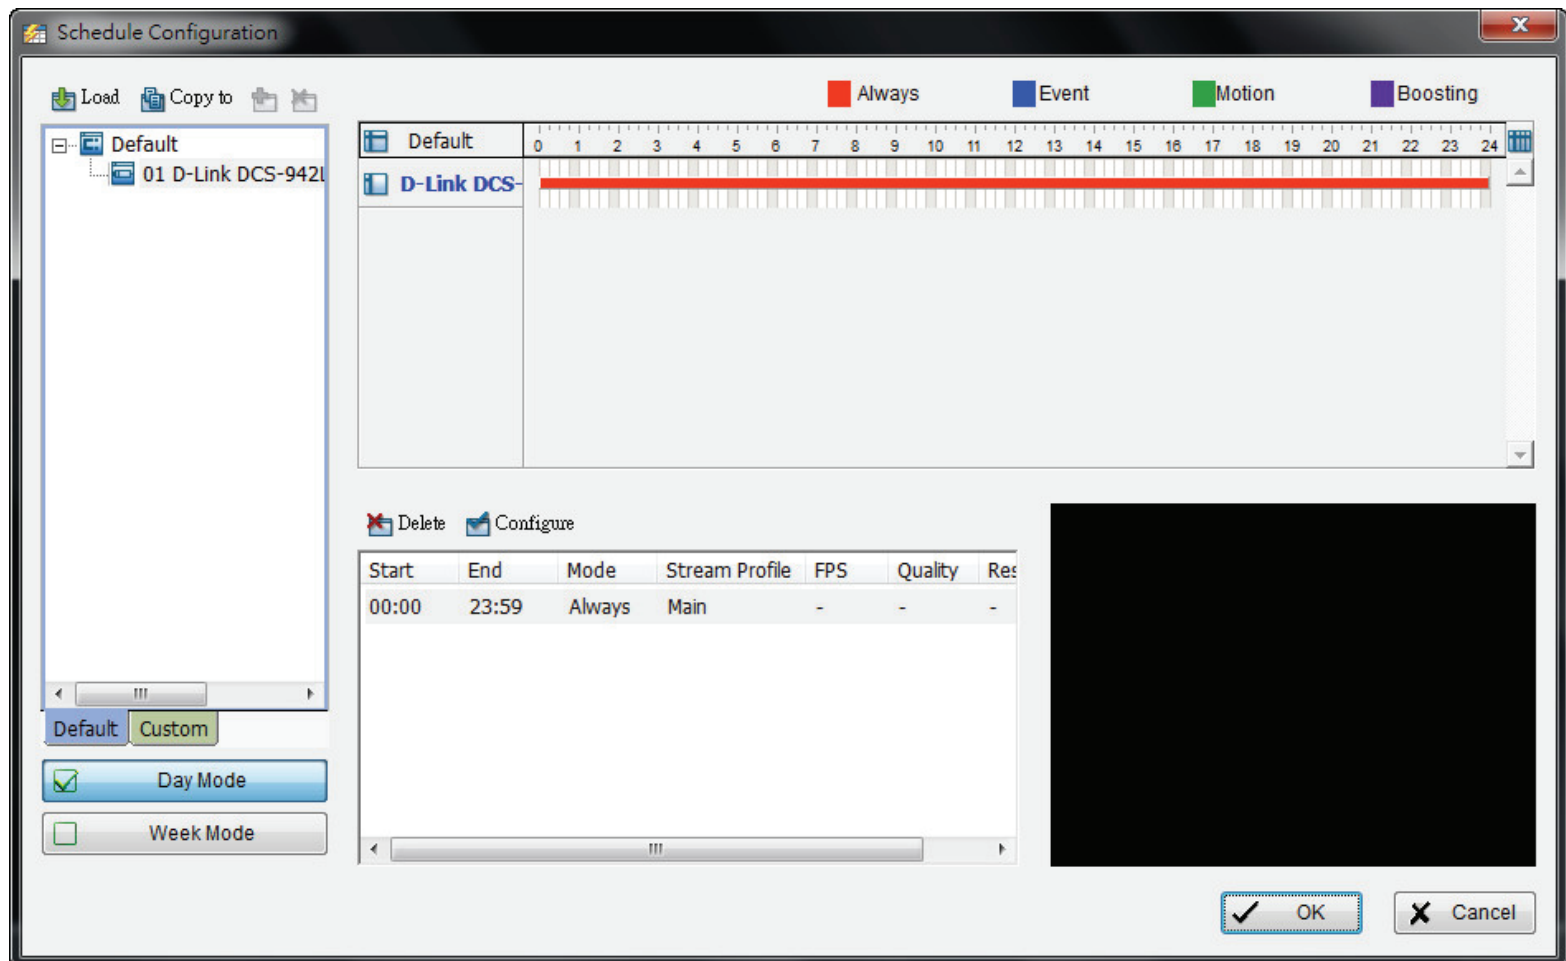 Schedule Configuration
Load Copy to
Always Event Motion Boosting
Default
01 D-Link DCS-942L
Default 0 1 2 3 4 5 6 7 8 9 10 11 12 13 14 15 16 17 18 19 20 21 22 23 24
D-Link DCS-
Delete Configure
Start End Mode Stream Profile FPS Quality Res
00:00 23:59 Always Main - - -
Default Custom
Day Mode
Week Mode
OK Cancel